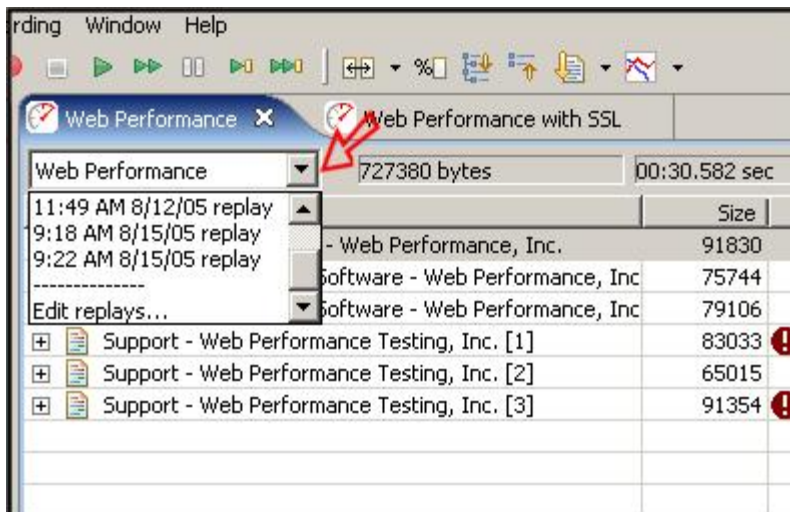 rding Window Help
Web Performance Web Performance with SSL
Web Performance 727380 bytes 00:30.582 sec
11:49 AM 8/12/05 replay Size
9:18 AM 8/15/05 replay - Web Performance, Inc. 91830
9:22 AM 8/15/05 replay Software - Web Performance, Inc 75744
-------------
Edit replays... Software - Web Performance, Inc 79106
Support - Web Performance Testing, Inc. [1] 83033
Support - Web Performance Testing, Inc. [2] 65015
Support - Web Performance Testing, Inc. [3] 91354